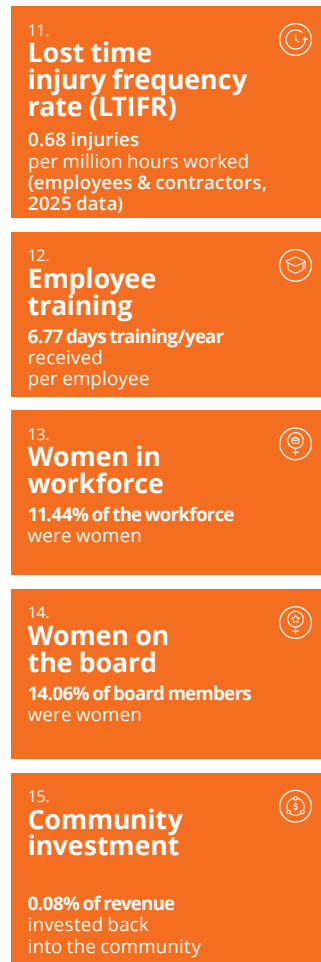 11.
Lost time
injury frequency
rate (LTIFR)
0.68 injuries
per million hours worked
(employees & contractors,
2025 data)
12.
Employee
training
6.77 days training/year
received
per employee
13.
Women in
workforce
11.44% of the workforce
were women
14.
Women on
the board
14.06% of board members
were women
15.
Community
investment
0.08% of revenue
invested back
into the community